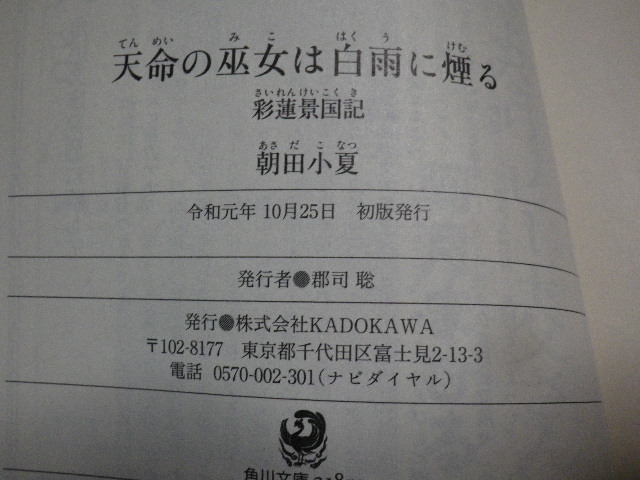 てん めい み こ はく う けむ
天命の巫女は白雨に煙る
さいれんけいこく き
彩蓮景国記
あさ だ こ なつ
朝田小夏
令和元年10月25日　初版発行
発行者●郡司 聡
発行●株式会社KADOKAWA
〒102-8177　東京都千代田区富士見2-13-3
電話 0570-002-301(ナビダイヤル)
角川文庫